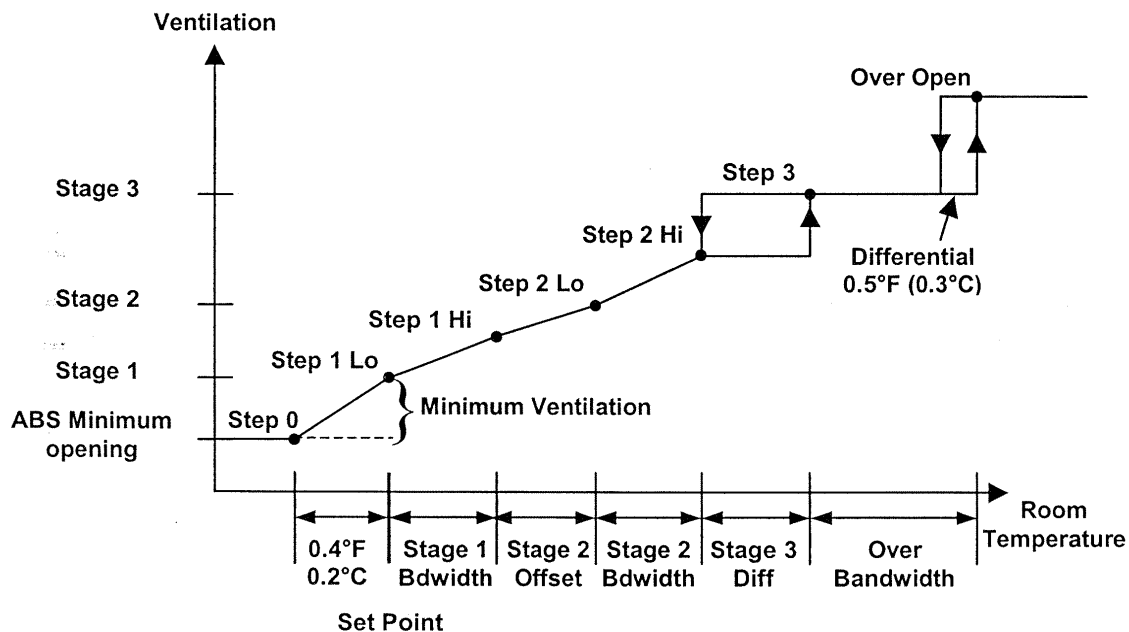 Ventilation
Over Open
Stage 3
Step 3
Step 2 Hi
Differential
0.5°F (0.3°C)
Stage 2
Step 2 Lo
Step 1 Hi
Stage 1
Step 1 Lo
Minimum Ventilation
ABS Minimum
opening
Step 0
Room
Temperature
0.4°F
0.2°C
Stage 1
Bdwidth
Stage 2
Offset
Stage 2
Bdwidth
Stage 3
Diff
Over
Bandwidth
Set Point